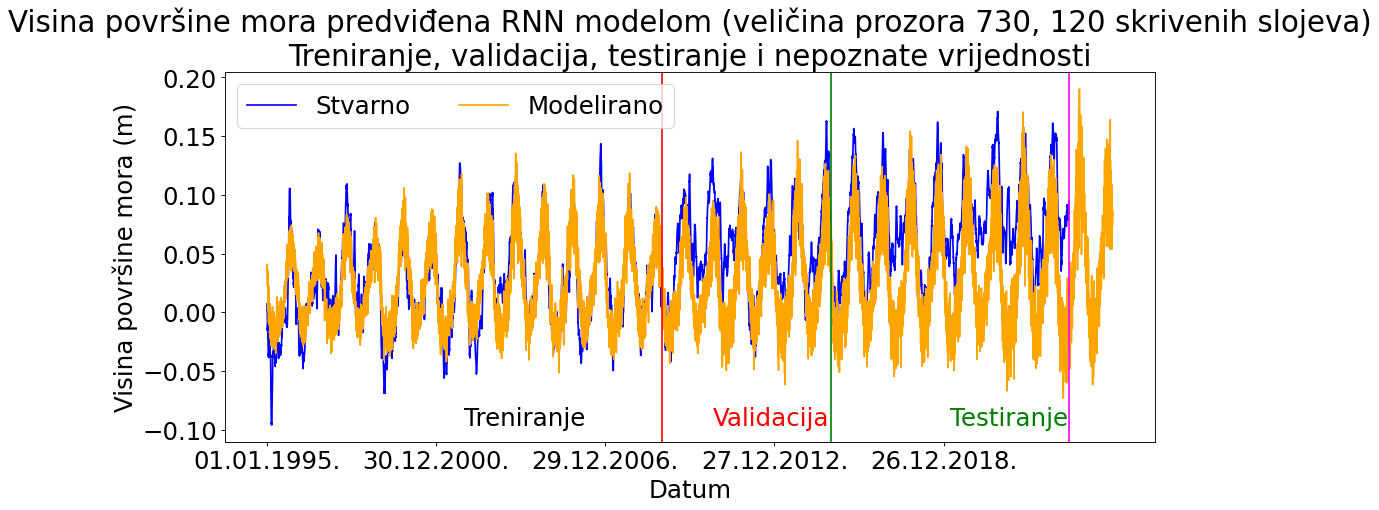 Visina površine mora predviđena RNN modelom (veličina prozora 730, 120 skrivenih slojeva)
Treniranje, validacija, testiranje i nepoznate vrijednosti
Stvarno Modelirano
Visina površine mora (m)
0.20
0.15
0.10
0.05
0.00
−0.05
−0.10
Treniranje Validacija Testiranje
01.01.1995. 30.12.2000. 29.12.2006. 27.12.2012. 26.12.2018.
Datum